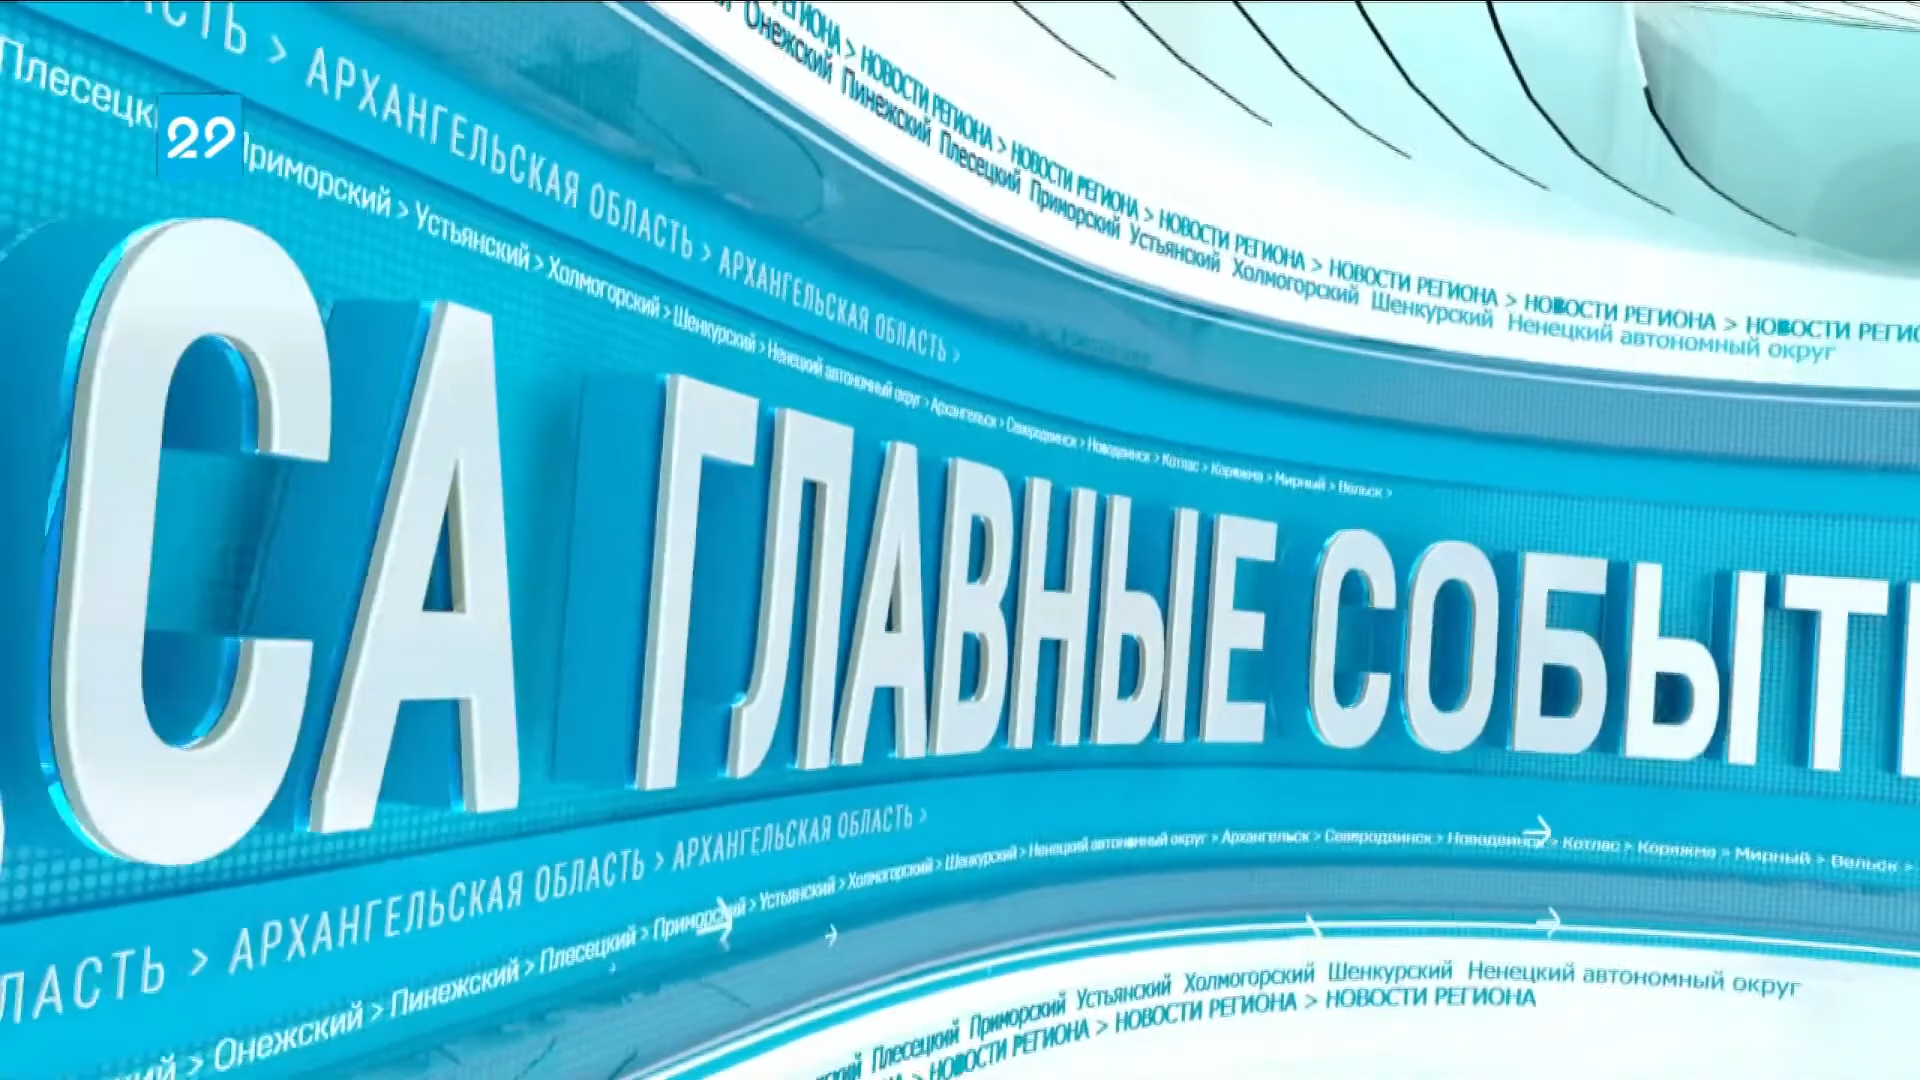 ЛАСТЬ > АРХАНГЕЛЬСКАЯ ОБЛАСТЬ > АРХАНГЕЛЬСКАЯ ОБЛАСТЬ >
РЕГИОНА > НОВОСТИ РЕГИОНА > НОВОСТИ РЕГИОНА > НОВОСТИ РЕГИОНА > НОВОСТИ РЕГИОНА > НОВОСТИ РЕГИОНА > НОВОСТИ РЕГИО
Онежский Пинежский Плесецкий Приморский Устьянский Холмогорский Шенкурский Ненецкий автономный округ
29
Приморский > Устьянский > Холмогорский > Шенкурский > Ненецкий автономный округ > Архангельск > Северодвинск > Новодвинск > Котлас > Коряжма > Мирный > Вельск >
СА ГЛАВНЫЕ СОБЫТ
ЛАСТЬ > АРХАНГЕЛЬСКАЯ ОБЛАСТЬ > АРХАНГЕЛЬСКАЯ ОБЛАСТЬ >
> Онежский > Пинежский > Плесецкий > Приморский > Устьянский > Холмогорский > Шенкурский > Ненецкий автономный округ > Архангельск > Северодвинск > Новодвинск > Котлас > Коряжма > Мирный > Вельск >
Плесецкий Приморский Устьянский Холмогорский Шенкурский Ненецкий автономный округ
> НОВОСТИ РЕГИОНА > НОВОСТИ РЕГИОНА > НОВОСТИ РЕГИОНА